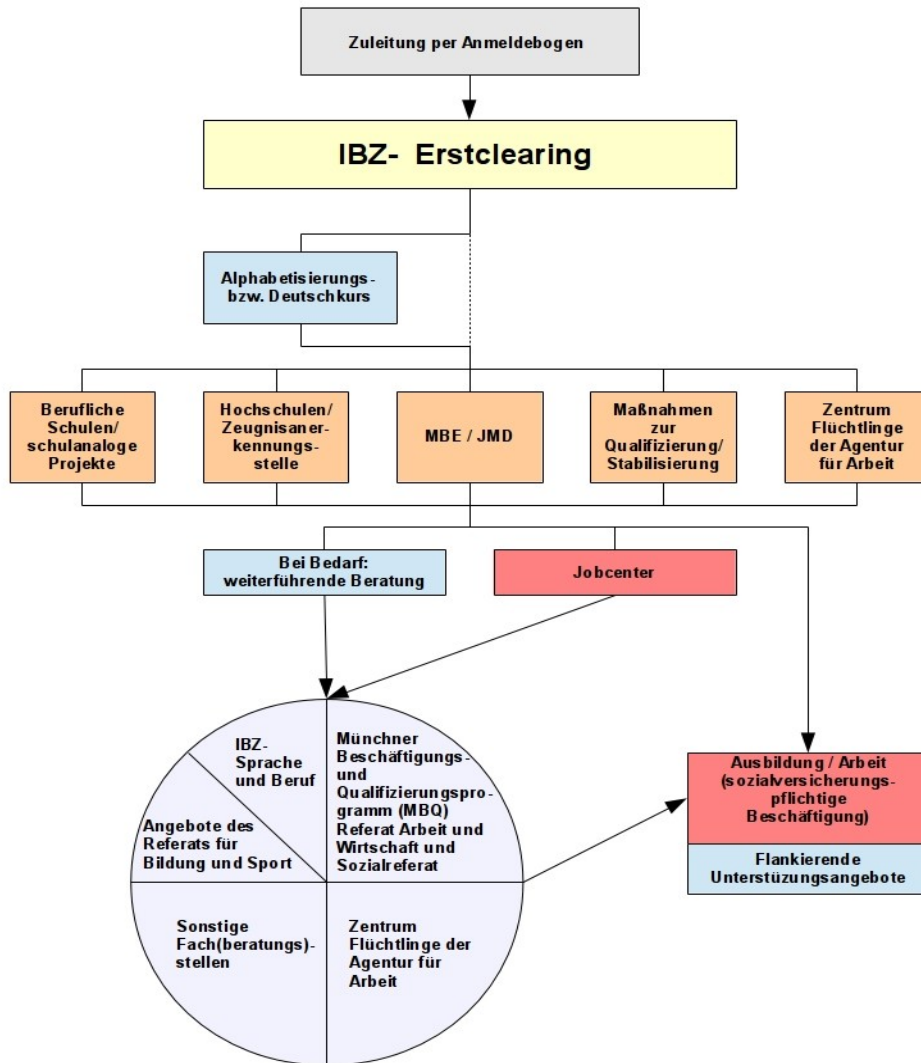 Zuleitung per Anmeldebogen
IBZ- Erstclearing
Alphabetisierungs-
bzw. Deutschkurs
Berufliche
Schulen/
schulanaloge
Projekte
Hochschulen/
Zeugnisaner-
kennungs-
stelle
MBE / JMD
Maßnahmen
zur
Qualifizierung/
Stabilisierung
Zentrum
Flüchtlinge
der Agentur
für Arbeit
Bei Bedarf:
weiterführende Beratung
Jobcenter
IBZ-
Sprache
und Beruf
Münchner
Beschäftigungs-
und
Qualifizierungspro-
gramm (MBQ)
Referat Arbeit und
Wirtschaft und
Sozialreferat
Angebote des
Referats für
Bildung und Sport
Sonstige
Fach(beratungs)-
stellen
Zentrum
Flüchtlinge der
Agentur für
Arbeit
Ausbildung / Arbeit
(sozialversicherungs-
pflichtige
Beschäftigung)
Flankierende
Unterstüzungsangebote